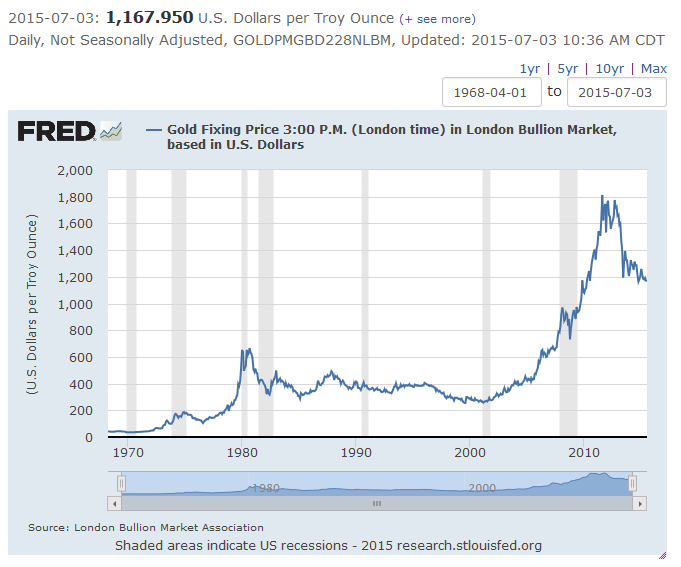 2015-07-03: 1,167.950 U.S. Dollars per Troy Ounce (+ see more)
Daily, Not Seasonally Adjusted, GOLDPMGBD228NLBM, Updated: 2015-07-03 10:36 AM CDT
1yr | 5yr | 10yr | Max
1968-04-01 to 2015-07-03
FRED
Gold Fixing Price 3:00 P.M. (London time) in London Bullion Market,
based in U.S. Dollars
(U.S. Dollars per Troy Ounce)
2,000
1,800
1,600
1,400
1,200
1,000
800
600
400
200
0
1970 1980 1990 2000 2010
1980 2000
Source: London Bullion Market Association
Shaded areas indicate US recessions - 2015 research.stlouisfed.org